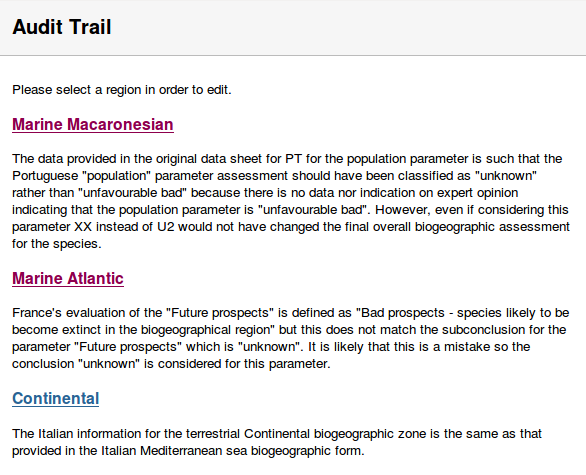 Audit Trail
Please select a region in order to edit.
Marine Macaronesian
The data provided in the original data sheet for PT for the population parameter is such that the
Portuguese "population" parameter assessment should have been classified as "unknown"
rather than "unfavourable bad" because there is no data nor indication on expert opinion
indicating that the population parameter is "unfavourable bad". However, even if considering this
parameter XX instead of U2 would not have changed the final overall biogeographic assessment
for the species.
Marine Atlantic
France's evaluation of the "Future prospects" is defined as "Bad prospects - species likely to be
become extinct in the biogeographical region" but this does not match the subconclusion for the
parameter "Future prospects" which is "unknown". It is likely that this is a mistake so the
conclusion "unknown" is considered for this parameter.
Continental
The Italian information for the terrestrial Continental biogeographic zone is the same as that
provided in the Italian Mediterranean sea biogeographic form.